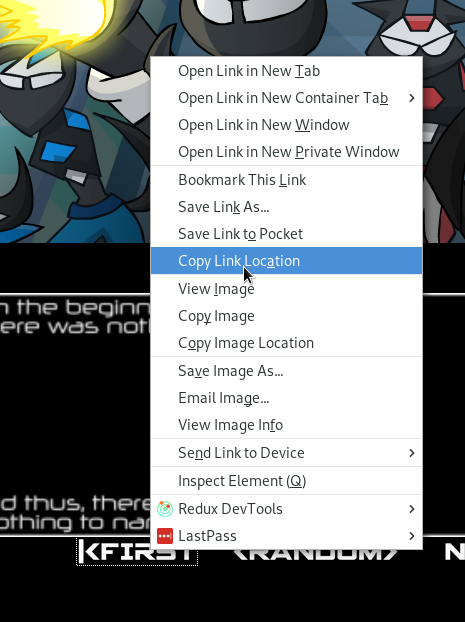 Open Link in New Tab
Open Link in New Container Tab
Open Link in New Window
Open Link in New Private Window
Bookmark This Link
Save Link As...
Save Link to Pocket
Copy Link Location
View Image
Copy Image
Copy Image Location
Save Image As...
Email Image...
View Image Info
Send Link to Device
Inspect Element (Q)
Redux DevTools
LastPass
n the beginn
ere was not
d thus, there
othing to nar
|<FIRST <RANDOM> N